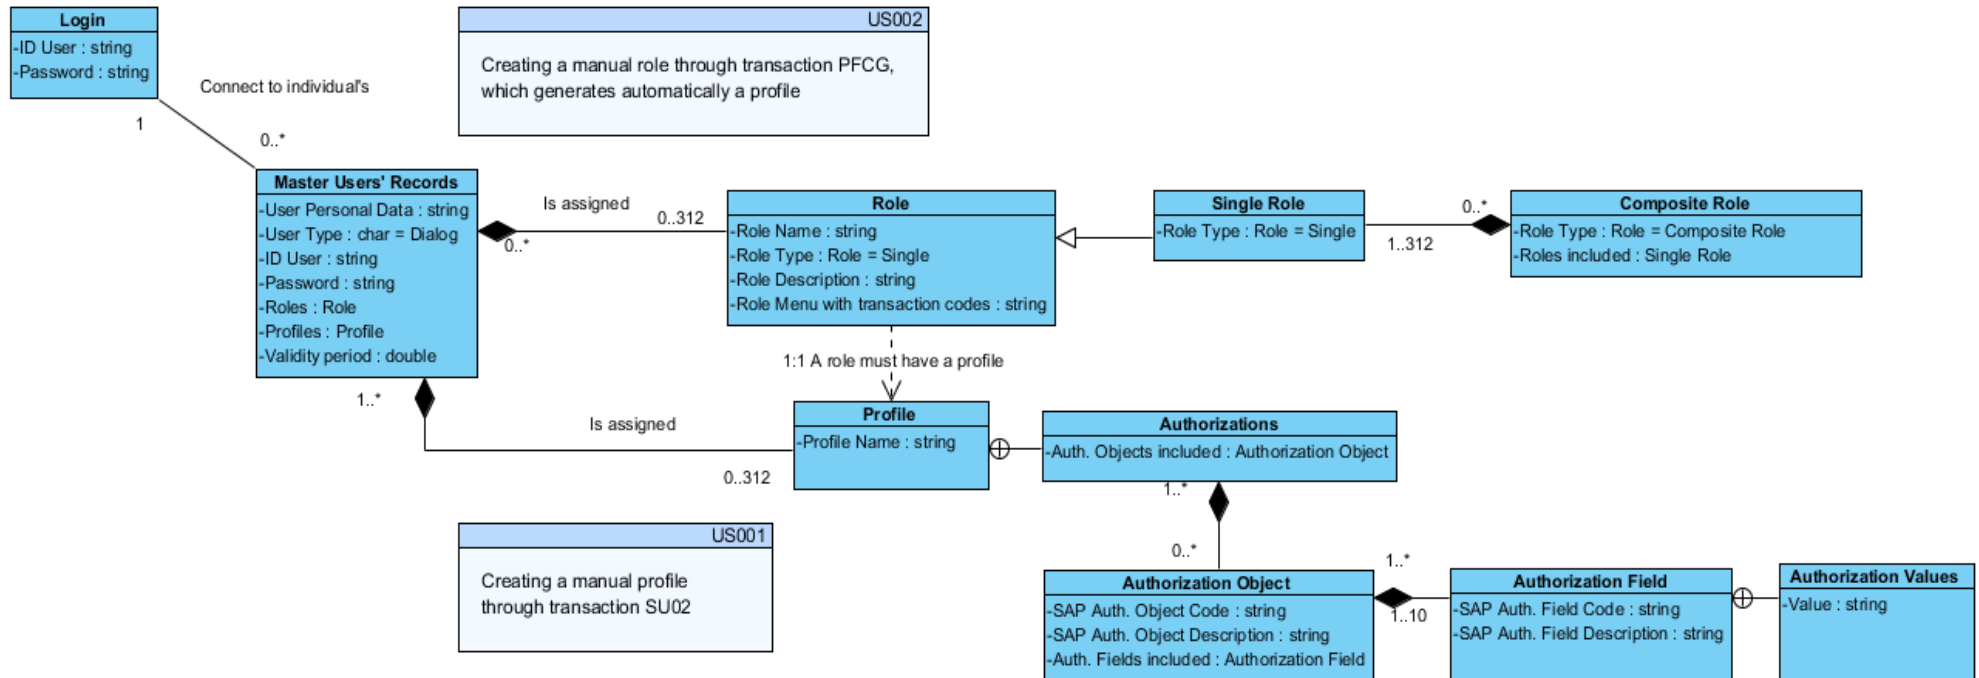 Login
-ID User : string
-Password : string
Connect to individual's
1
0..*
US002
Creating a manual role through transaction PFCG,
which generates automatically a profile
Master Users' Records
-User Personal Data : string
-User Type : char = Dialog
-ID User : string
-Password : string
-Roles : Role
-Profiles : Profile
-Validity period : double
Is assigned
0..*
0..312
Role
-Role Name : string
-Role Type : Role = Single
-Role Description : string
-Role Menu with transaction codes : string
Single Role
-Role Type : Role = Single
1..312
0..*
Composite Role
-Role Type : Role = Composite Role
-Roles included : Single Role
1:1 A role must have a profile
1..*
Is assigned
0..312
Profile
-Profile Name : string
Authorizations
-Auth. Objects included : Authorization Object
1..*
0..*
US001
Creating a manual profile
through transaction SU02
Authorization Object
-SAP Auth. Object Code : string
-SAP Auth. Object Description : string
-Auth. Fields included : Authorization Field
1..*
1..10
Authorization Field
-SAP Auth. Field Code : string
-SAP Auth. Field Description : string
Authorization Values
-Value : string